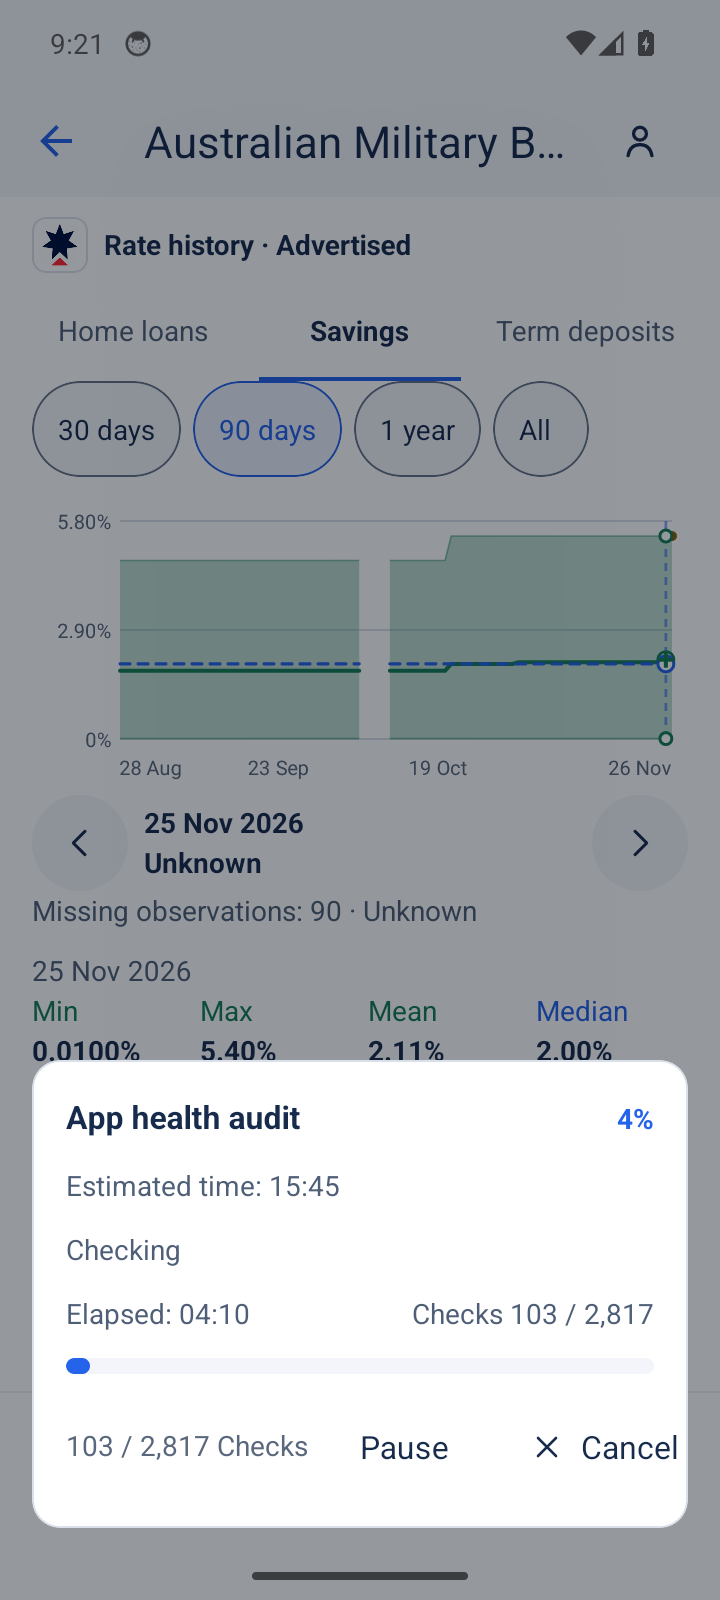 9:21
Australian Military B...
Rate history · Advertised
Home loans Savings Term deposits
30 days 90 days 1 year All
5.80%
2.90%
0%
28 Aug 23 Sep 19 Oct 26 Nov
25 Nov 2026
Unknown
Missing observations: 90 · Unknown
25 Nov 2026
Min Max Mean Median
0.0100% 5.40% 2.11% 2.00%
App health audit 4%
Estimated time: 15:45
Checking
Elapsed: 04:10 Checks 103 / 2,817
103 / 2,817 Checks Pause Cancel